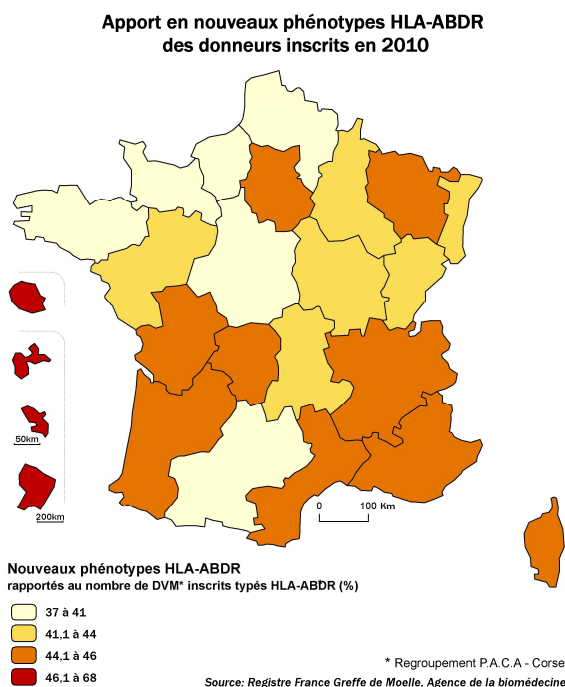 Apport en nouveaux phénotypes HLA-ABDR
des donneurs inscrits en 2010
50km
200km
0 100 Km
Nouveaux phénotypes HLA-ABDR
rapportés au nombre de DVM* inscrits typés HLA-ABDR (%)
37 à 41
41,1 à 44
44,1 à 46
46,1 à 68
* Regroupement P.A.C.A - Corse
Source: Registre France Greffe de Moelle, Agence de la biomédecine